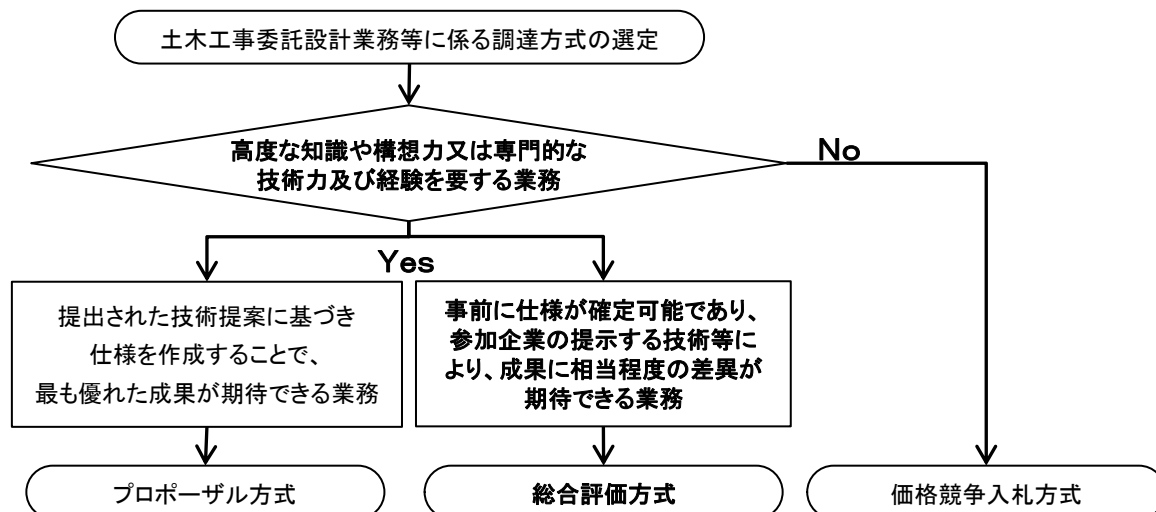 土木工事委託設計業務等に係る調達方式の選定
高度な知識や構想力又は専門的な
技術力及び経験を要する業務
No
Yes
提出された技術提案に基づき
仕様を作成することで、
最も優れた成果が期待できる業務
事前に仕様が確定可能であり、
参加企業の提示する技術等に
より、成果に相当程度の差異が
期待できる業務
プロポーザル方式
総合評価方式
価格競争入札方式